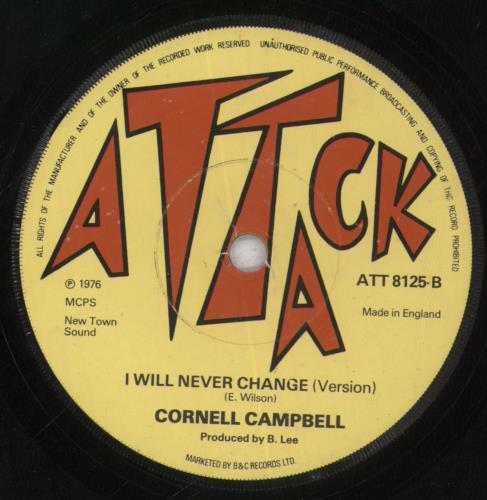 ALL RIGHTS OF THE MANUFACTURER AND OF THE OWNER OF THE RECORDED WORK RESERVED UNAUTHORISED PUBLIC PERFORMANCE BROADCASTING AND COPYING OF THIS RECORD PROHIBITED
ATTACK
℗ 1976
MCPS
New Town
Sound
ATT 8125-B
Made in England
I WILL NEVER CHANGE (Version)
(E. Wilson)
CORNELL CAMPBELL
Produced by B. Lee
MARKETED BY B&C RECORDS LTD.